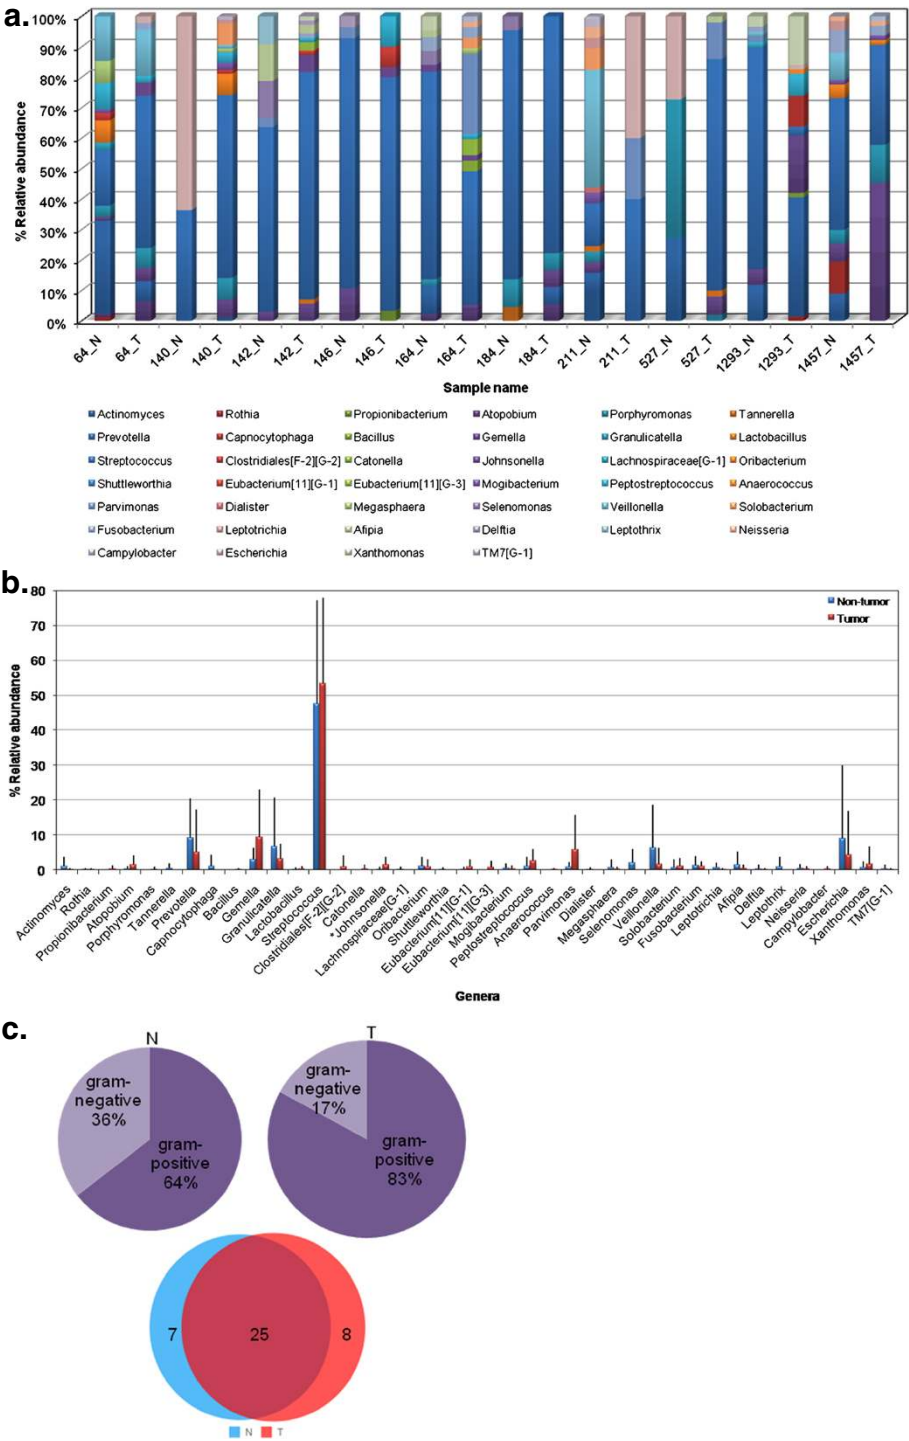 a.
100%
90%
80%
70%
60%
50%
40%
30%
20%
10%
0%
% Relative abundance
64_N 64_T 140_N 140_T 142_N 142_T 146_N 146_T 164_N 164_T 184_N 184_T 211_N 211_T 527_N 527_T 1293_N 1293_T 1457_N 1457_T
Sample name
Actinomyces Rothia Propionibacterium Atopobium Porphyromonas Tannerella
Prevotella Capnocytophaga Bacillus Gemella Granulicatella Lactobacillus
Streptococcus Clostridiales[F-2][G-2] Catonella Johnsonella Lachnospiraceae[G-1] Oribacterium
Shuttleworthia Eubacterium[11][G-1] Eubacterium[11][G-3] Mogibacterium Peptostreptococcus Anaerococcus
Parvimonas Dialister Megasphaera Selenomonas Veillonella Solobacterium
Fusobacterium Leptotrichia Afipia Delftia Leptothrix Neisseria
Campylobacter Escherichia Xanthomonas TM7[G-1]
b.
80
70
60
50
40
30
20
10
0
% Relative abundance
Non-tumor
Tumor
Actinomyces Rothia Propionibacterium Atopobium Porphyromonas Tannerella Prevotella Capnocytophaga Bacillus Gemella Granulicatella Lactobacillus Streptococcus Clostridiales[F-2][G-2] Catonella *Johnsonella Lachnospiraceae[G-1] Oribacterium Shuttleworthia Eubacterium[11][G-1] Eubacterium[11][G-3] Mogibacterium Peptostreptococcus Anaerococcus Parvimonas Dialister Megasphaera Selenomonas Veillonella Solobacterium Fusobacterium Leptotrichia Afipia Delftia Leptothrix Neisseria Campylobacter Escherichia Xanthomonas TM7[G-1]
Genera
c.
N
gram-
negative
36%
gram-
positive
64%
T
gram-
negative
17%
gram-
positive
83%
7 25 8
N T